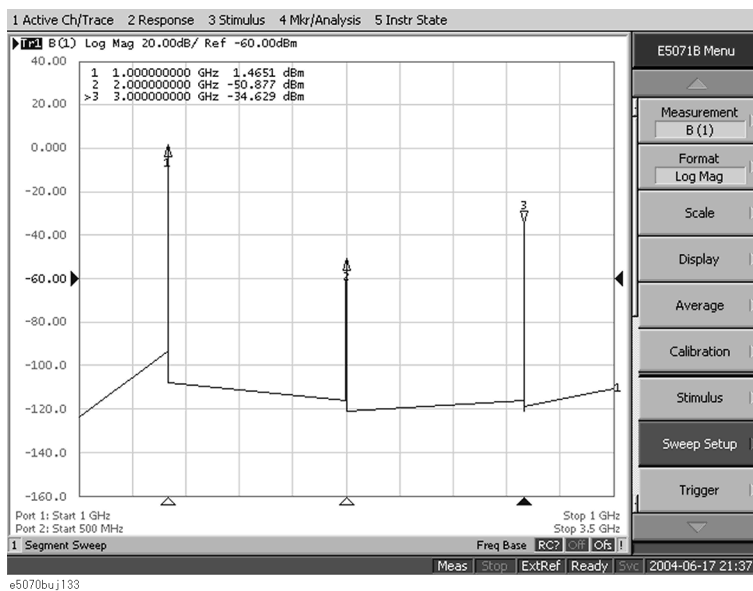 1 Active Ch/Trace 2 Response 3 Stimulus 4 Mkr/Analysis 5 Instr State
Tr1 B(1) Log Mag 20.00dB/ Ref -60.00dBm
40.00
1 1.000000000 GHz 1.4651 dBm
2 2.000000000 GHz -50.877 dBm
>3 3.000000000 GHz -34.629 dBm
20.00
0.000
-20.00
-40.00
-60.00
-80.00
-100.0
-120.0
-140.0
-160.0
1
2
3
1
Port 1: Start 1 GHz
Stop 1 GHz
Port 2: Start 500 MHz
Stop 3.5 GHz
1 Segment Sweep
Freq Base RC? Off Ofs !
Meas Stop ExtRef Ready Svc 2004-06-17 21:37
E5071B Menu
Measurement
B (1)
Format
Log Mag
Scale
Display
Average
Calibration
Stimulus
Sweep Setup
Trigger
e5070buj133